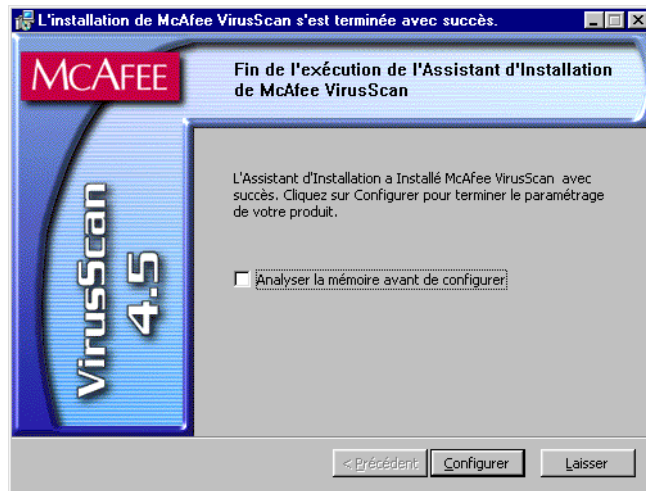 L'installation de McAfee VirusScan s'est terminée avec succès.
McAfee
Fin de l'exécution de l'Assistant d'Installation
de McAfee VirusScan
VirusScan
4.5
L'Assistant d'Installation a Installé McAfee VirusScan avec
succès. Cliquez sur Configurer pour terminer le paramétrage
de votre produit.
Analyser la mémoire avant de configurer
< Précédent
Configurer
Laisser